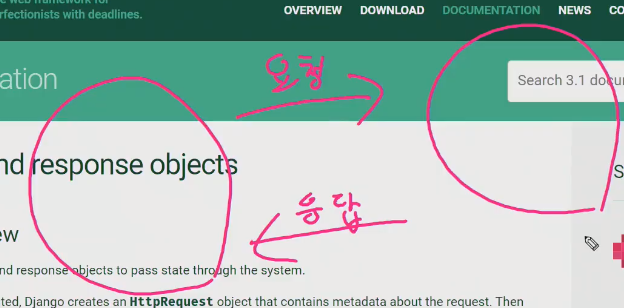 e web framework for
erfectionists with deadlines.
OVERVIEW DOWNLOAD DOCUMENTATION NEWS CO
요청
ation
Search 3.1 docu
nd response objects
S
응답
ew
nd response objects to pass state through the system.
ted, Django creates an HttpRequest object that contains metadata about the request. Then